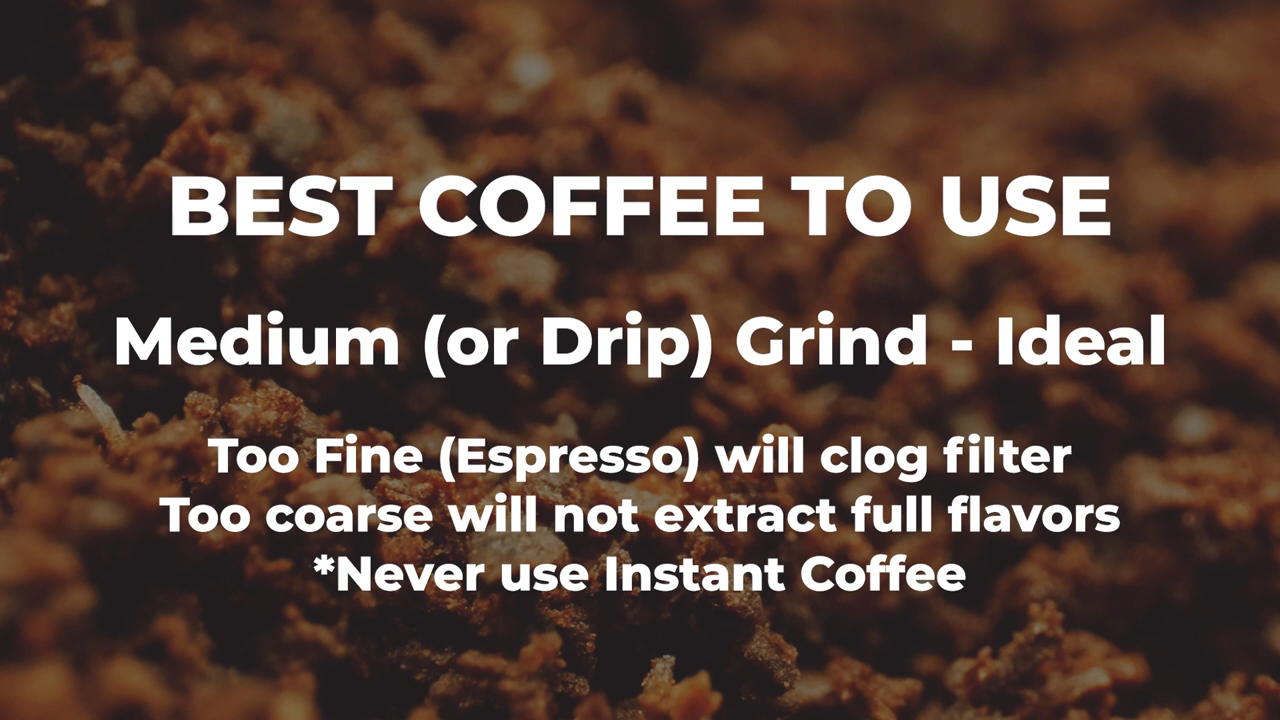 BEST COFFEE TO USE
Medium (or Drip) Grind - Ideal
Too Fine (Espresso) will clog filter
Too coarse will not extract full flavors
*Never use Instant Coffee